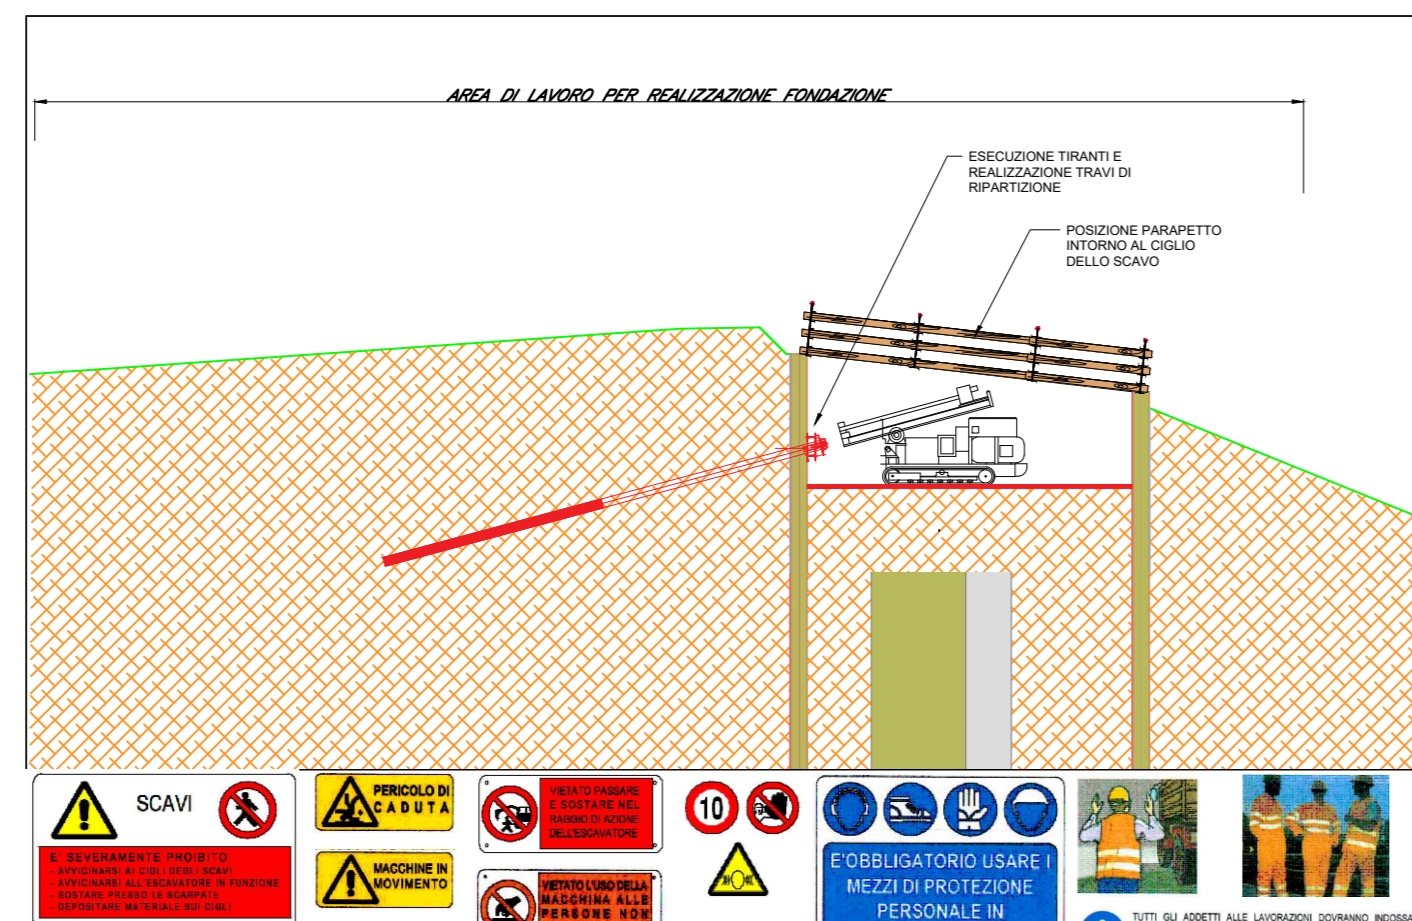 AREA DI LAVORO PER REALIZZAZIONE FONDAZIONE
ESECUZIONE TIRANTI E
REALIZZAZIONE TRAVI DI
RIPARTIZIONE
POSIZIONE PARAPETTO
INTORNO AL CIGLIO
DELLO SCAVO
SCAVI
E' SEVERAMENTE PROIBITO
- AVVICINARSI AI CIGLI DEGLI SCAVI
- AVVICINARSI ALL'ESCAVATORE IN FUNZIONE
- SOSTARE PRESSO LE SCARPATE
- DEPOSITARE MATERIALE SUI CIGLI
PERICOLO DI
CADUTA
MACCHINE IN
MOVIMENTO
VIETATO PASSARE
E SOSTARE NEL
RAGGIO DI AZIONE
DELL'ESCAVATORE
VIETATO L'USO DELLA
MACCHINA ALLE
PERSONE NON
10
E'OBBLIGATORIO USARE I
MEZZI DI PROTEZIONE
PERSONALE IN
TUTTI GLI ADDETTI ALLE LAVORAZIONI DOVRANNO